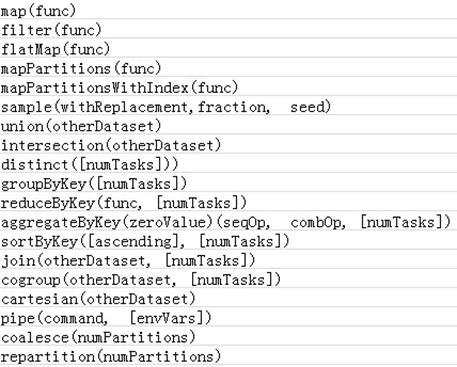 map(func)
filter(func)
flatMap(func)
mapPartitions(func)
mapPartitionsWithIndex(func)
sample(withReplacement,fraction, seed)
union(otherDataset)
intersection(otherDataset)
distinct([numTasks]))
groupByKey([numTasks])
reduceByKey(func, [numTasks])
aggregateByKey(zeroValue)(seqOp, combOp, [numTasks])
sortByKey([ascending], [numTasks])
join(otherDataset, [numTasks])
cogroup(otherDataset, [numTasks])
cartesian(otherDataset)
pipe(command, [envVars])
coalesce(numPartitions)
repartition(numPartitions)